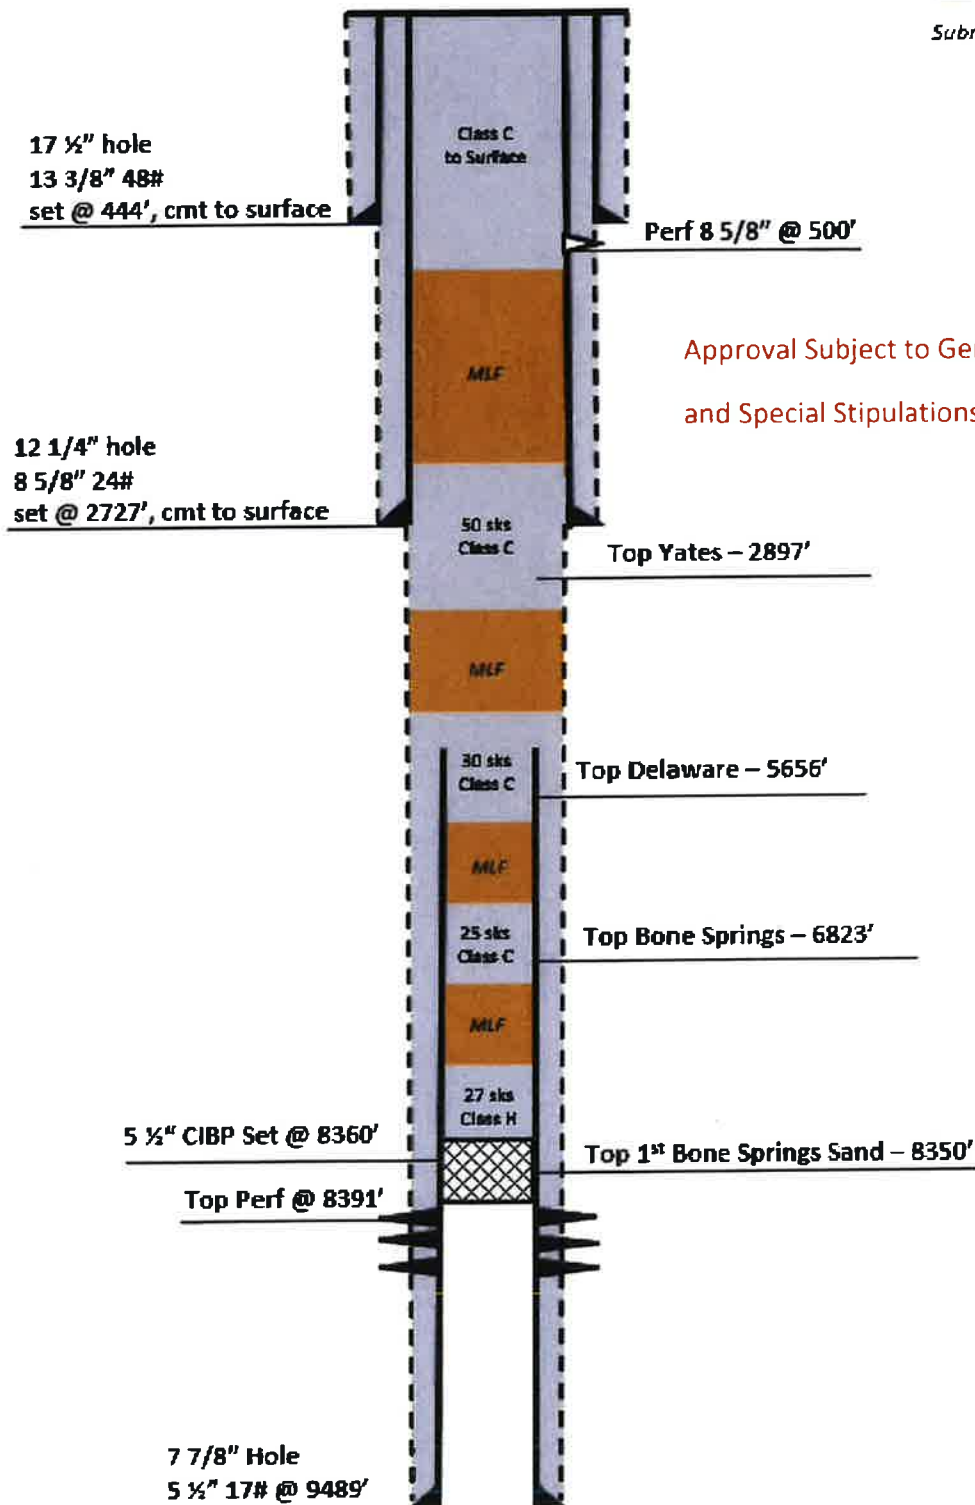 Subr
Class C
to Surface
17 ½" hole
13 3/8" 48#
set @ 444', cmt to surface
Perf 8 5/8" @ 500'
MLF
Approval Subject to Ge
and Special Stipulations
12 1/4" hole
8 5/8" 24#
set @ 2727', cmt to surface
50 sks
Class C
Top Yates – 2897'
MLF
30 sks
Class C
Top Delaware – 5656'
MLF
25 sks
Class C
Top Bone Springs – 6823'
MLF
27 sks
Class H
5 ½" CIBP Set @ 8360'
Top 1st Bone Springs Sand – 8350'
Top Perf @ 8391'
7 7/8" Hole
5 ½" 17# @ 9489'